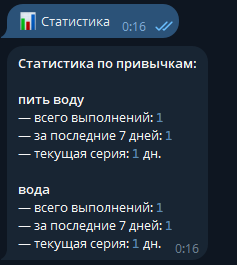 Статистика
0:16
Статистика по привычкам:
пить воду
— всего выполнений: 1
— за последние 7 дней: 1
— текущая серия: 1 дн.
вода
— всего выполнений: 1
— за последние 7 дней: 1
— текущая серия: 1 дн.
0:16